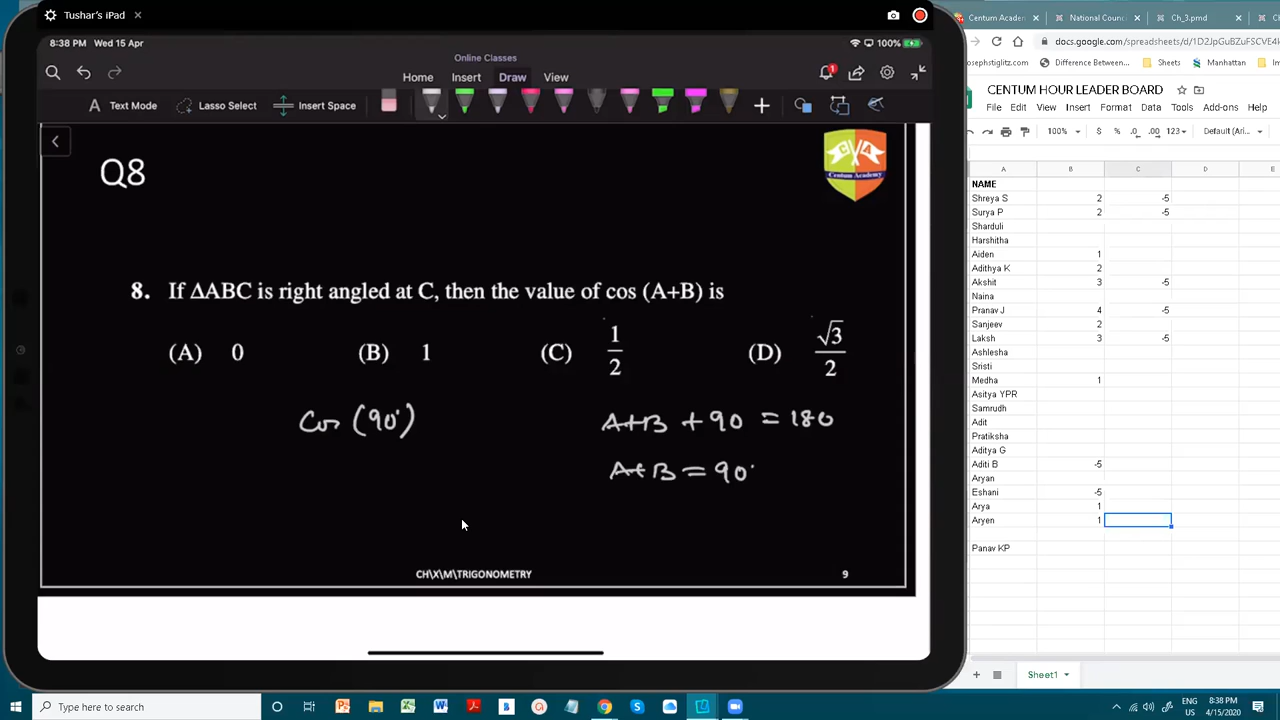 Tushar's iPad
8:38 PM Wed 15 Apr
100%
Online Classes
Home Insert Draw View
1
Text Mode
Lasso Select
Insert Space
Q8
Centum Academy
8. If ΔABC is right angled at C, then the value of cos (A+B) is
(A) 0 (B) 1 (C) 1/2 (D) √3/2
Cos (90°)
A+B + 90 = 180
A+B = 90°
CH\X\M\TRIGONOMETRY
9
Centum Acaden
National Counc
Ch_3.pmd
docs.google.com/spreadsheets/d/1D2JpGuBZuFSCVE4k
osephstiglitz.com
Difference Between...
Sheets
Manhattan
CENTUM HOUR LEADER BOARD
File Edit View Insert Format Data Tools Add-ons Help
100% $ % .0 .00 123 Default (Ari...
A B C D E
NAME
Shreya S 2 -5
Surya P 2 -5
Sharduli
Harshitha
Aiden 1
Adithya K 2
Akshit 3 -5
Naina
Pranav J 4 -5
Sanjeev 2
Laksh 3 -5
Ashlesha
Sristi
Medha 1
Asitya YPR
Samrudh
Adit
Pratiksha
Aditya G
Aditi B -5
Aryan
Eshani -5
Arya 1
Aryen 1
Panav KP
Sheet1
Type here to search
ENG
US
8:38 PM
4/15/2020